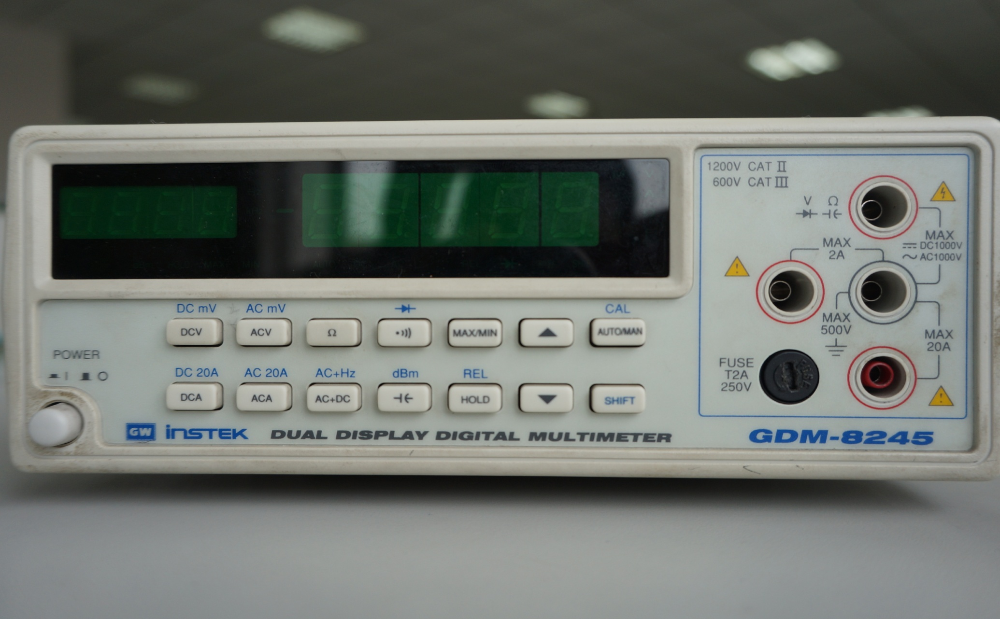 1200V CAT II
600V CAT III
V Ω
MAX
DC1000V
AC1000V
MAX
2A
MAX
500V
MAX
20A
FUSE
T2A
250V
DC mV AC mV CAL
DCV ACV Ω MAX/MIN AUTO/MAN
POWER
DC 20A AC 20A AC+Hz dBm REL
DCA ACA AC+DC HOLD SHIFT
GW INSTEK DUAL DISPLAY DIGITAL MULTIMETER GDM-8245